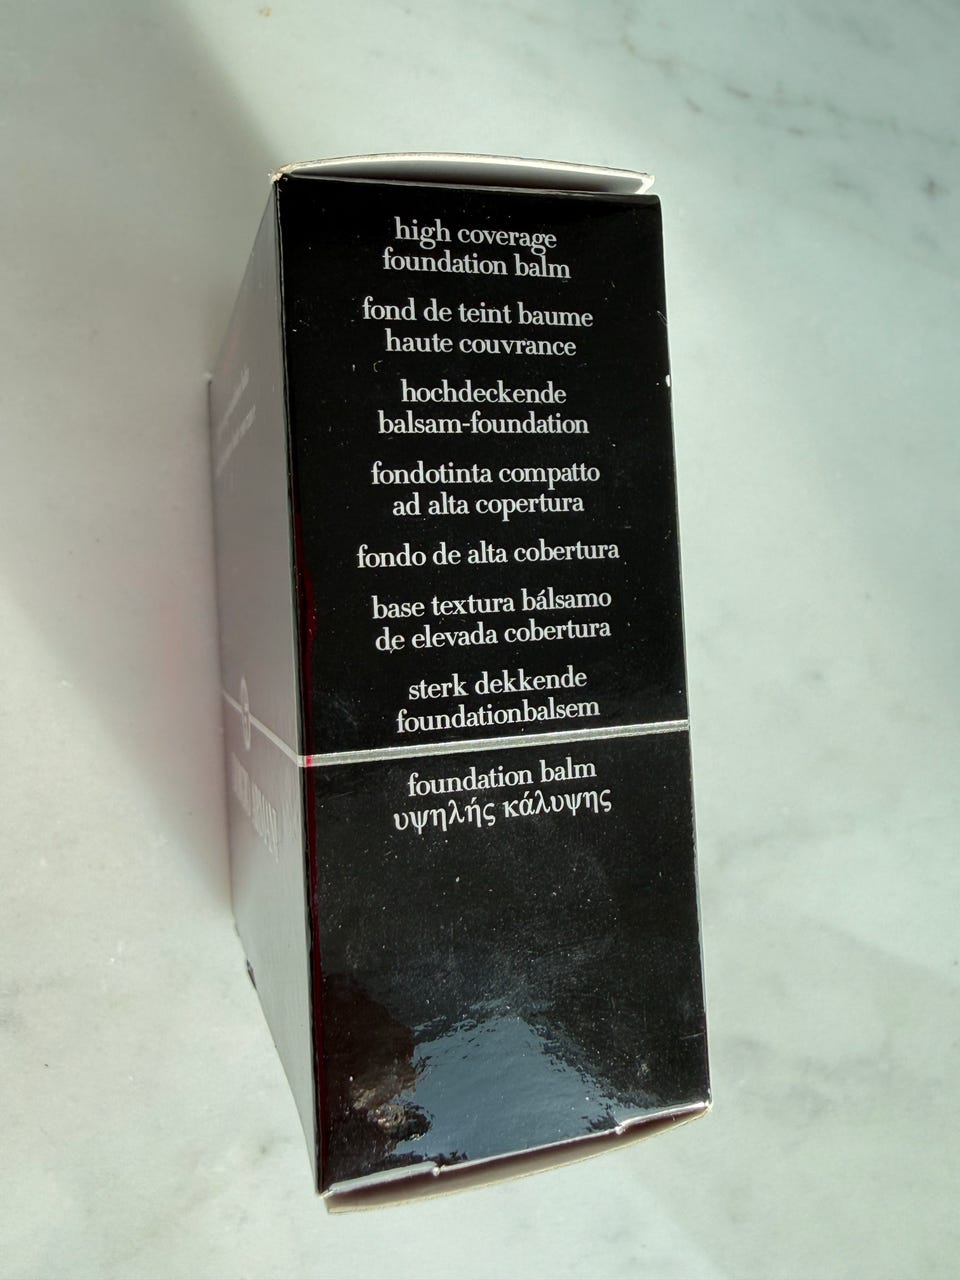 high coverage
foundation balm
fond de teint baume
haute couvrance
hochdeckende
balsam-foundation
fondotinta compatto
ad alta copertura
fondo de alta cobertura
base textura bálsamo
de elevada cobertura
sterk dekkende
foundationbalsem
foundation balm
υψηλής κάλυψης